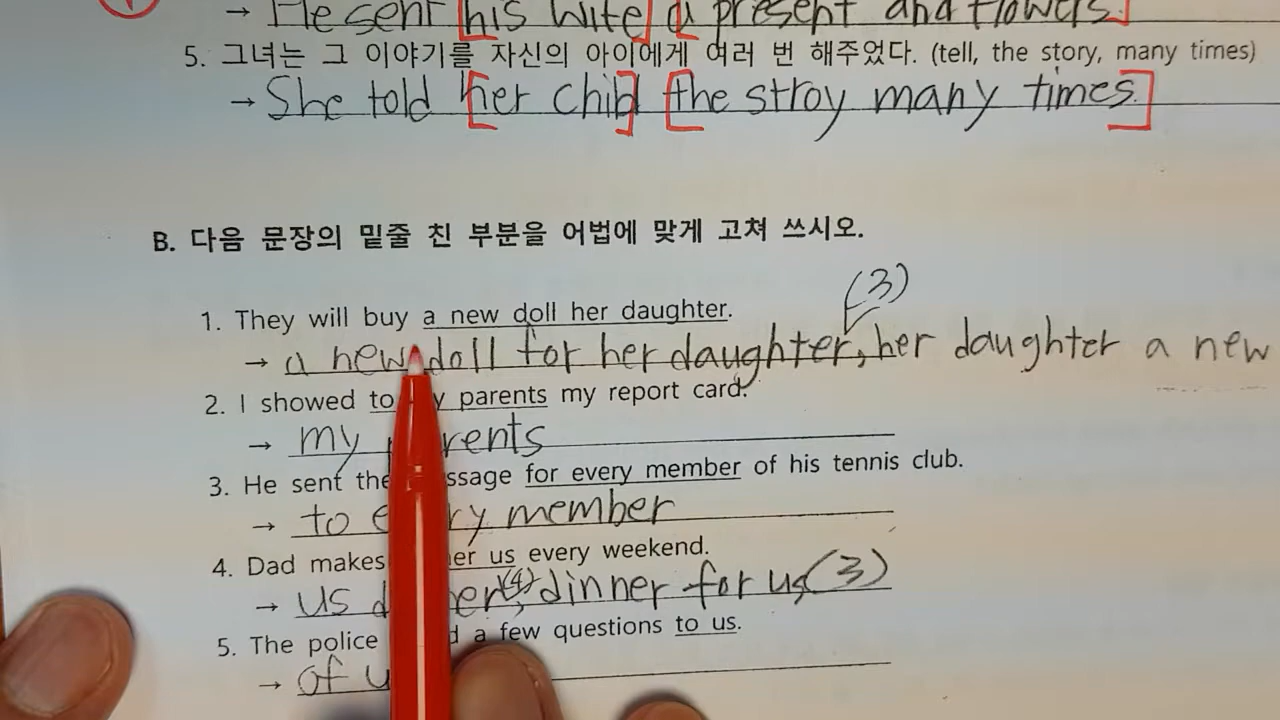 → He sent his wife a present and flowers.
5. 그녀는 그 이야기를 자신의 아이에게 여러 번 해주었다. (tell, the story, many times)
→ She told her chid the stroy many times.
B. 다음 문장의 밑줄 친 부분을 어법에 맞게 고쳐 쓰시오.
(3)
1. They will buy a new doll her daughter.
→ a new doll for her daughter, her daughter a new
2. I showed to parents my report card.
→ my
3. He sent the for every member of his tennis club.
→ to member
4. Dad makes us every weekend.
→ us (4), dinner for us (3)
5. The police a few questions to us.
→ of